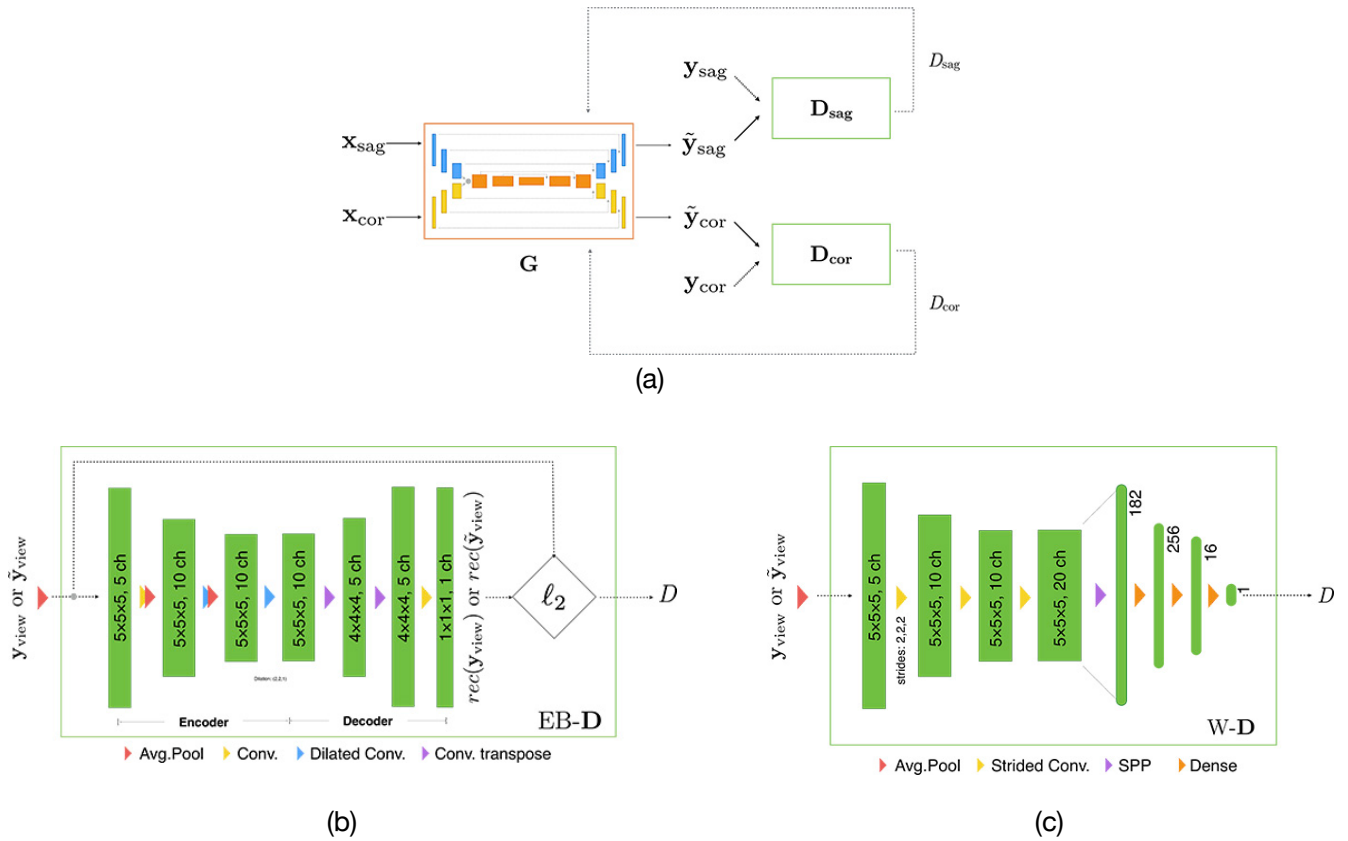 D_sag
y_sag
D_sag
x_sag
ỹ_sag
x_cor
ỹ_cor
D_cor
G
y_cor
D_cor
(a)
y_view or ỹ_view
5×5×5, 5 ch
5×5×5, 10 ch
5×5×5, 10 ch
5×5×5, 10 ch
4×4×4, 5 ch
4×4×4, 5 ch
1×1×1, 1 ch
rec(y_view) or rec(ỹ_view)
ℓ₂
D
Dilation: (2,2,1)
Encoder
Decoder
EB-D
Avg.Pool
Conv.
Dilated Conv.
Conv. transpose
(b)
y_view or ỹ_view
5×5×5, 5 ch
strides: 2,2,2
5×5×5, 10 ch
5×5×5, 10 ch
5×5×5, 20 ch
182
256
16
1
D
W-D
Avg.Pool
Strided Conv.
SPP
Dense
(c)